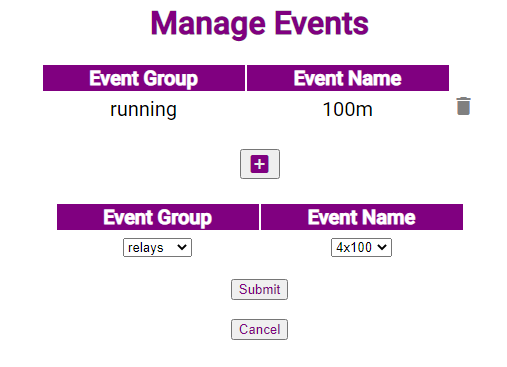 Manage Events
Event Group Event Name
running 100m
Event Group Event Name
relays 4x100
Submit
Cancel